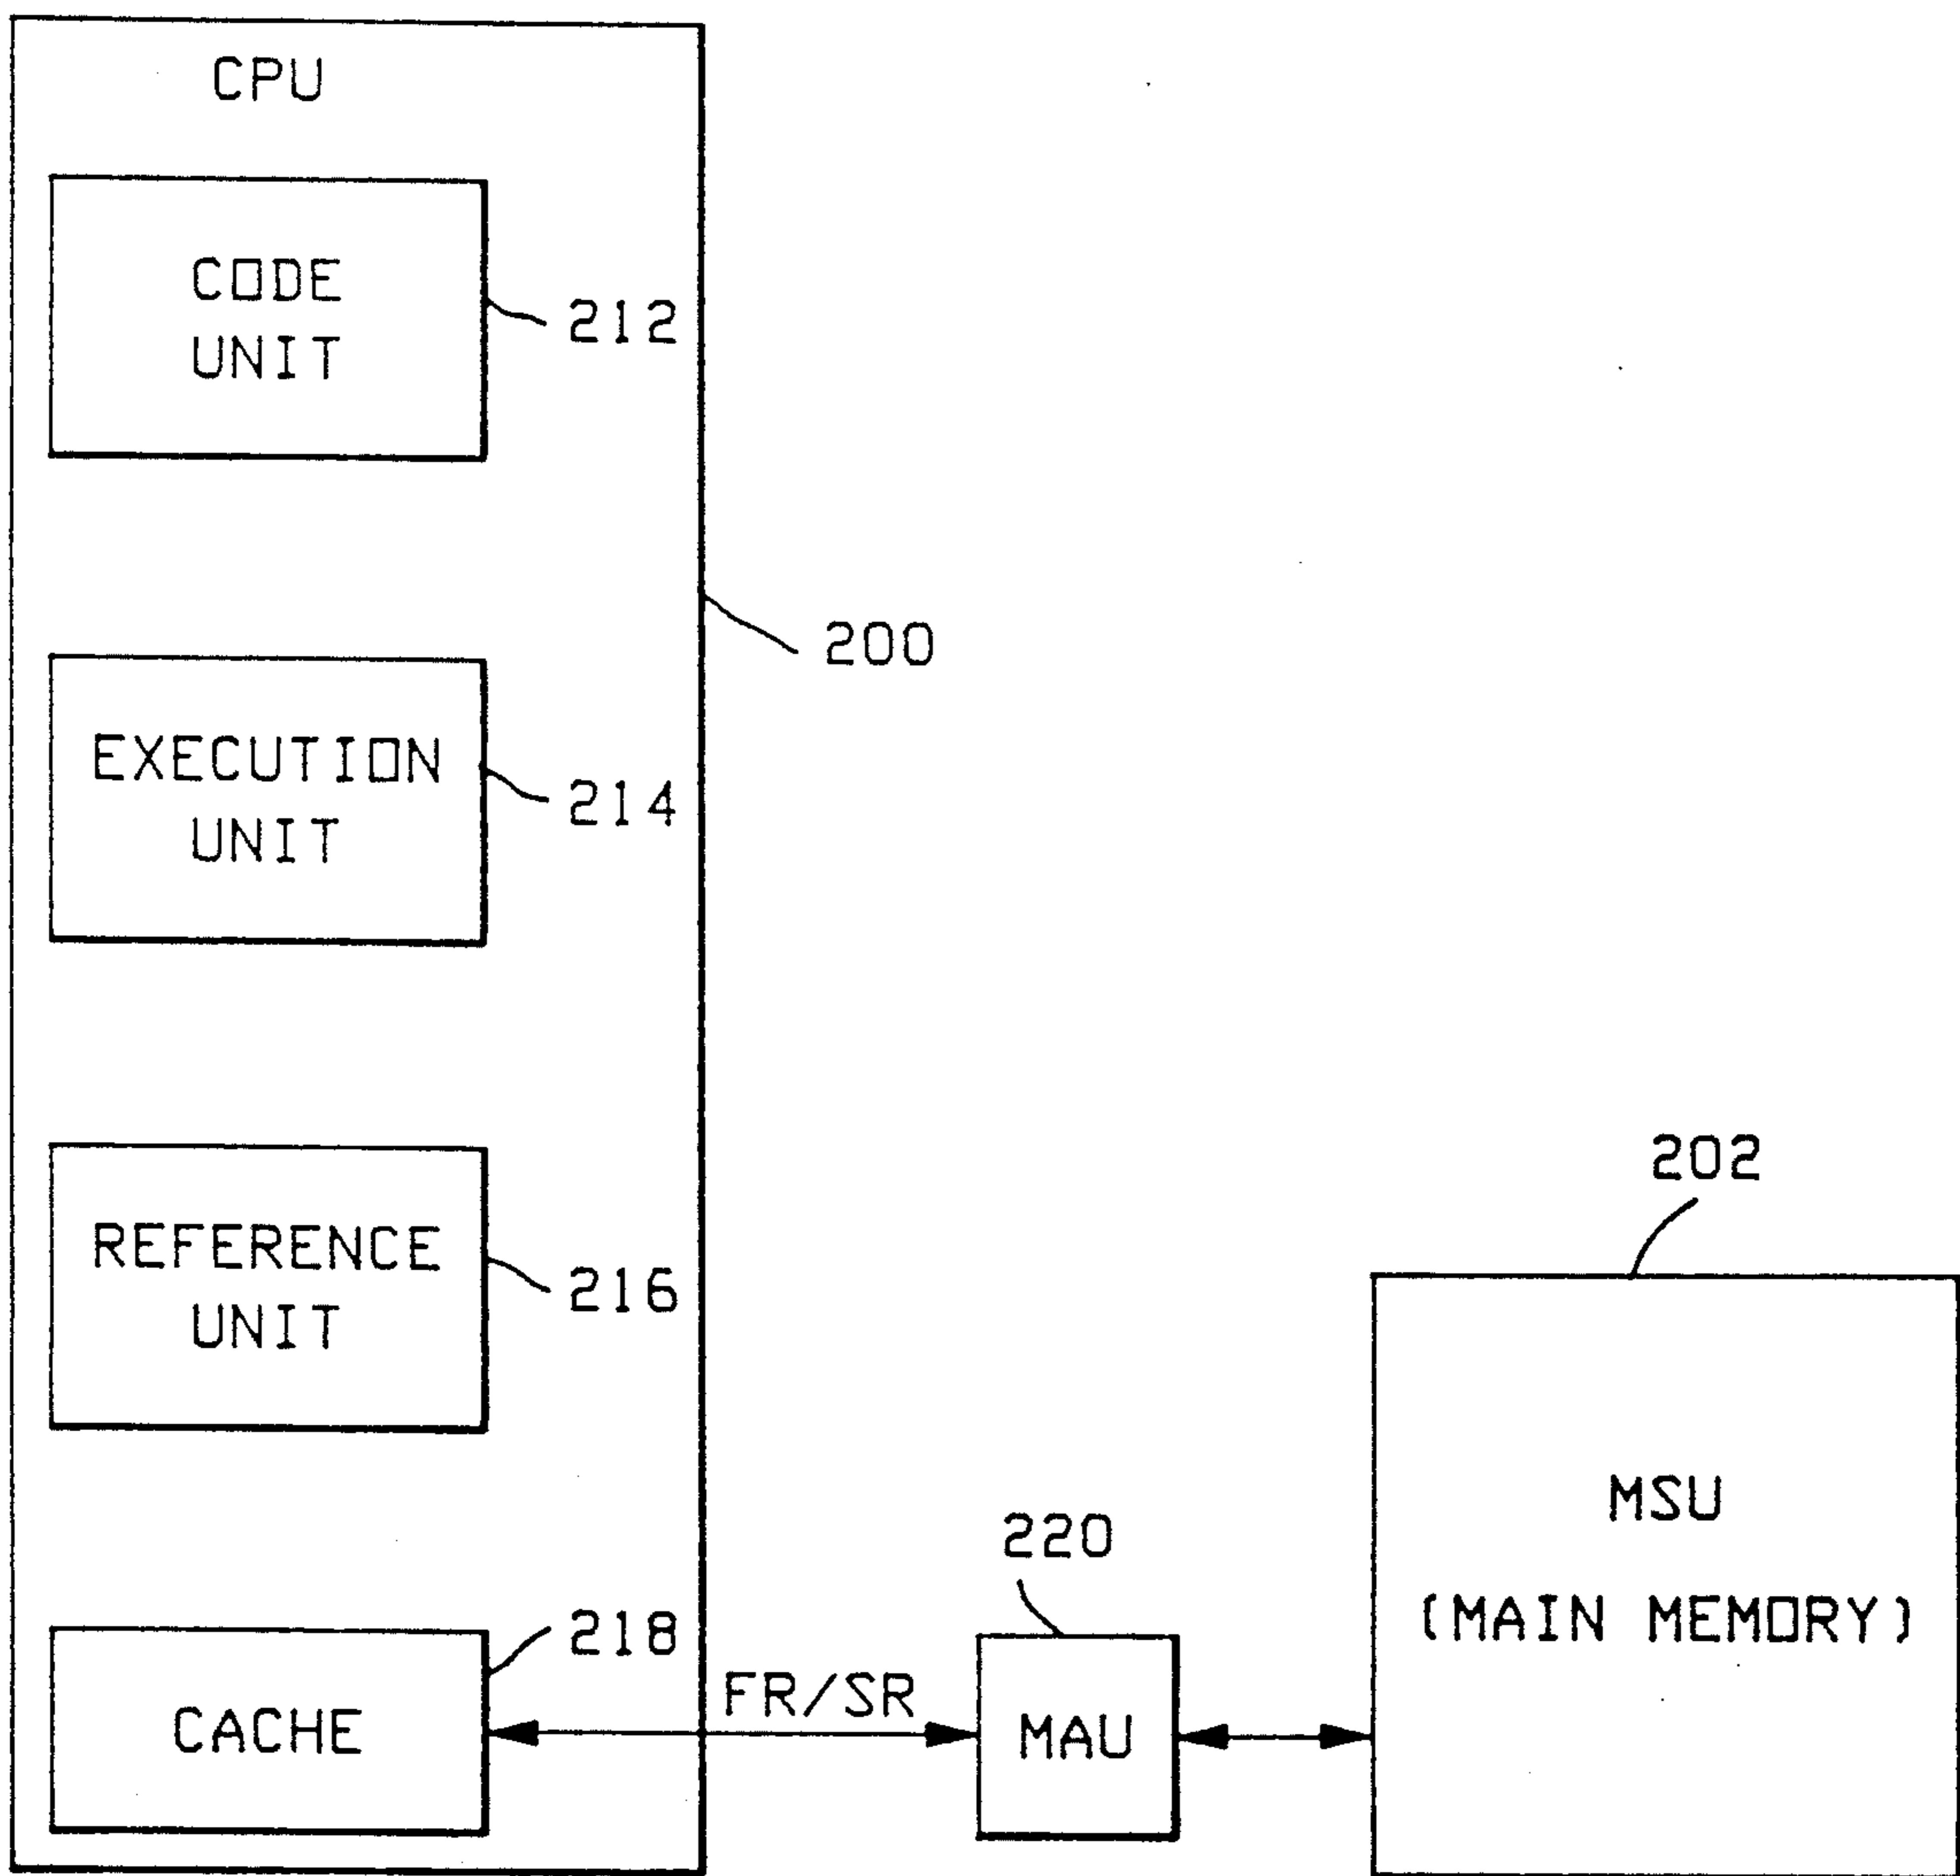 CPU
CODE
UNIT
212
200
EXECUTION
UNIT
214
REFERENCE
UNIT
216
202
MSU
(MAIN MEMORY)
220
218
CACHE
FR/SR
MAU